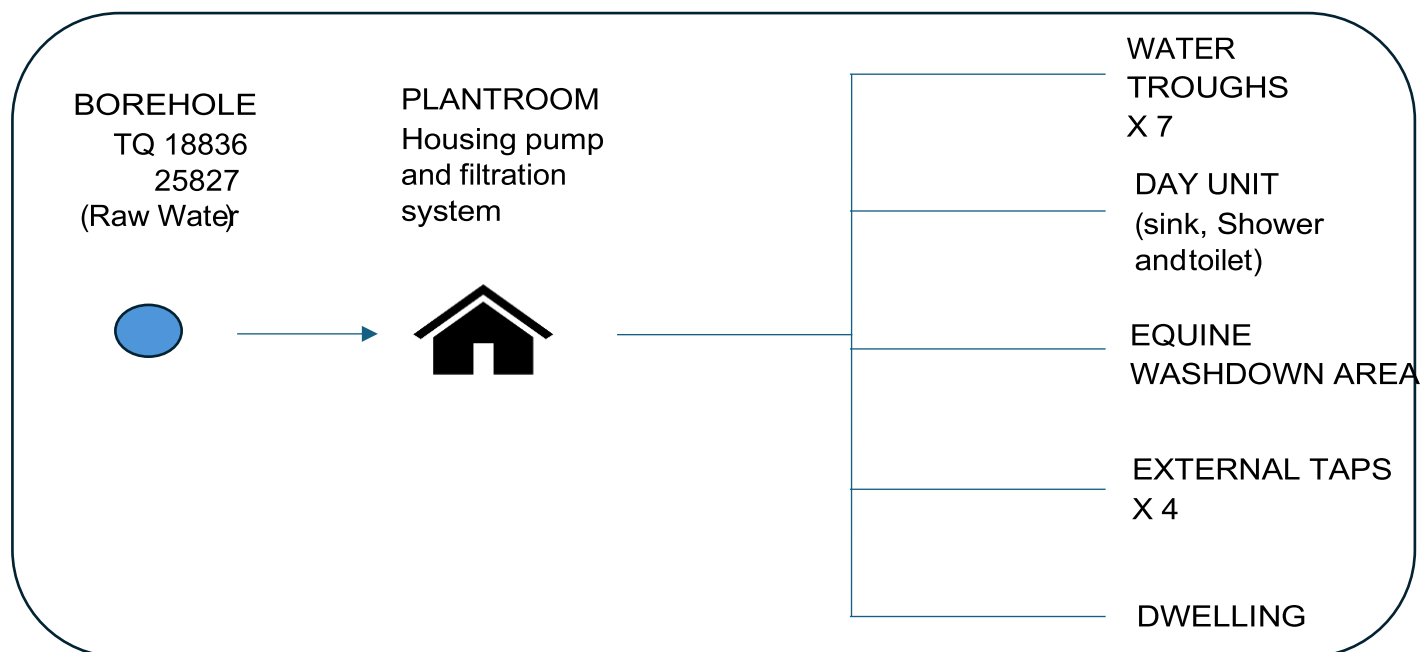 BOREHOLE
TQ 18836
25827
(Raw Water)
PLANTROOM
Housing pump
and filtration
system
WATER
TROUGHS
X 7
DAY UNIT
(sink, Shower
andtoilet)
EQUINE
WASHDOWN AREA
EXTERNAL TAPS
X 4
DWELLING